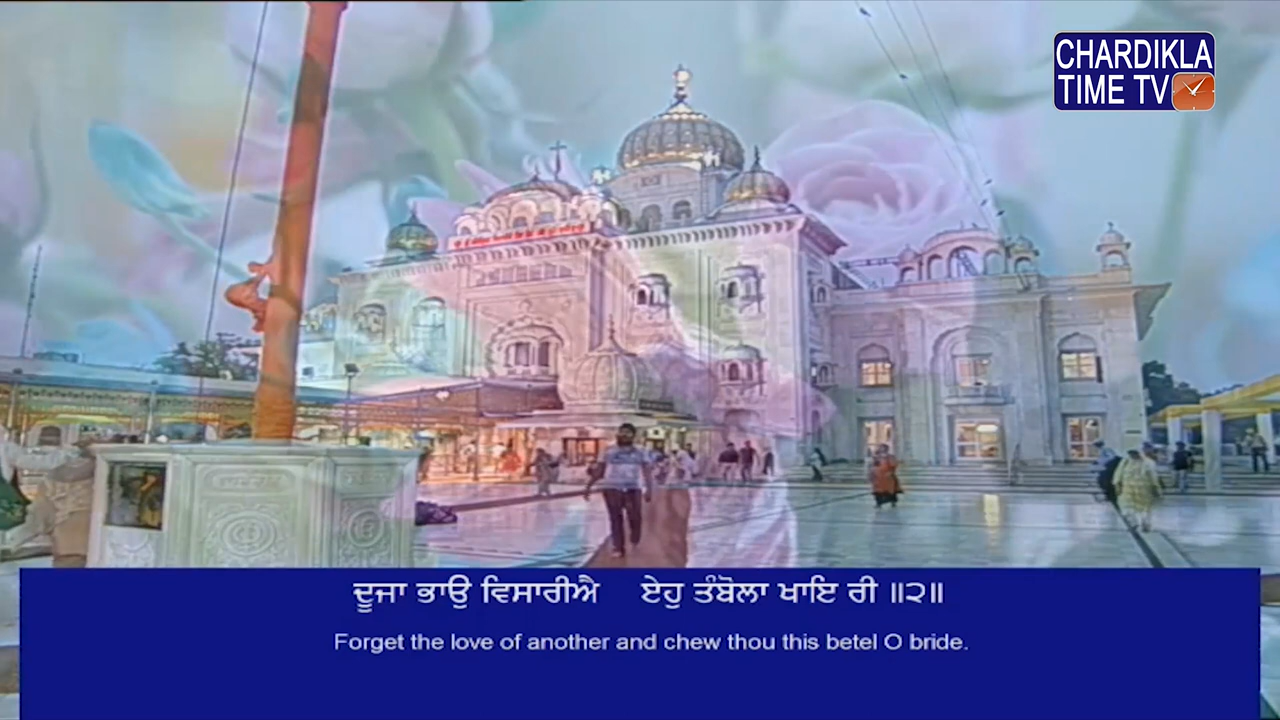 CHARDIKLA
TIME TV
ਦੂਜਾ ਭਾਉ ਵਿਸਾਰੀਐ ਏਹੁ ਤੰਬੋਲਾ ਖਾਇ ਰੀ ॥੨॥
Forget the love of another and chew thou this betel O bride.